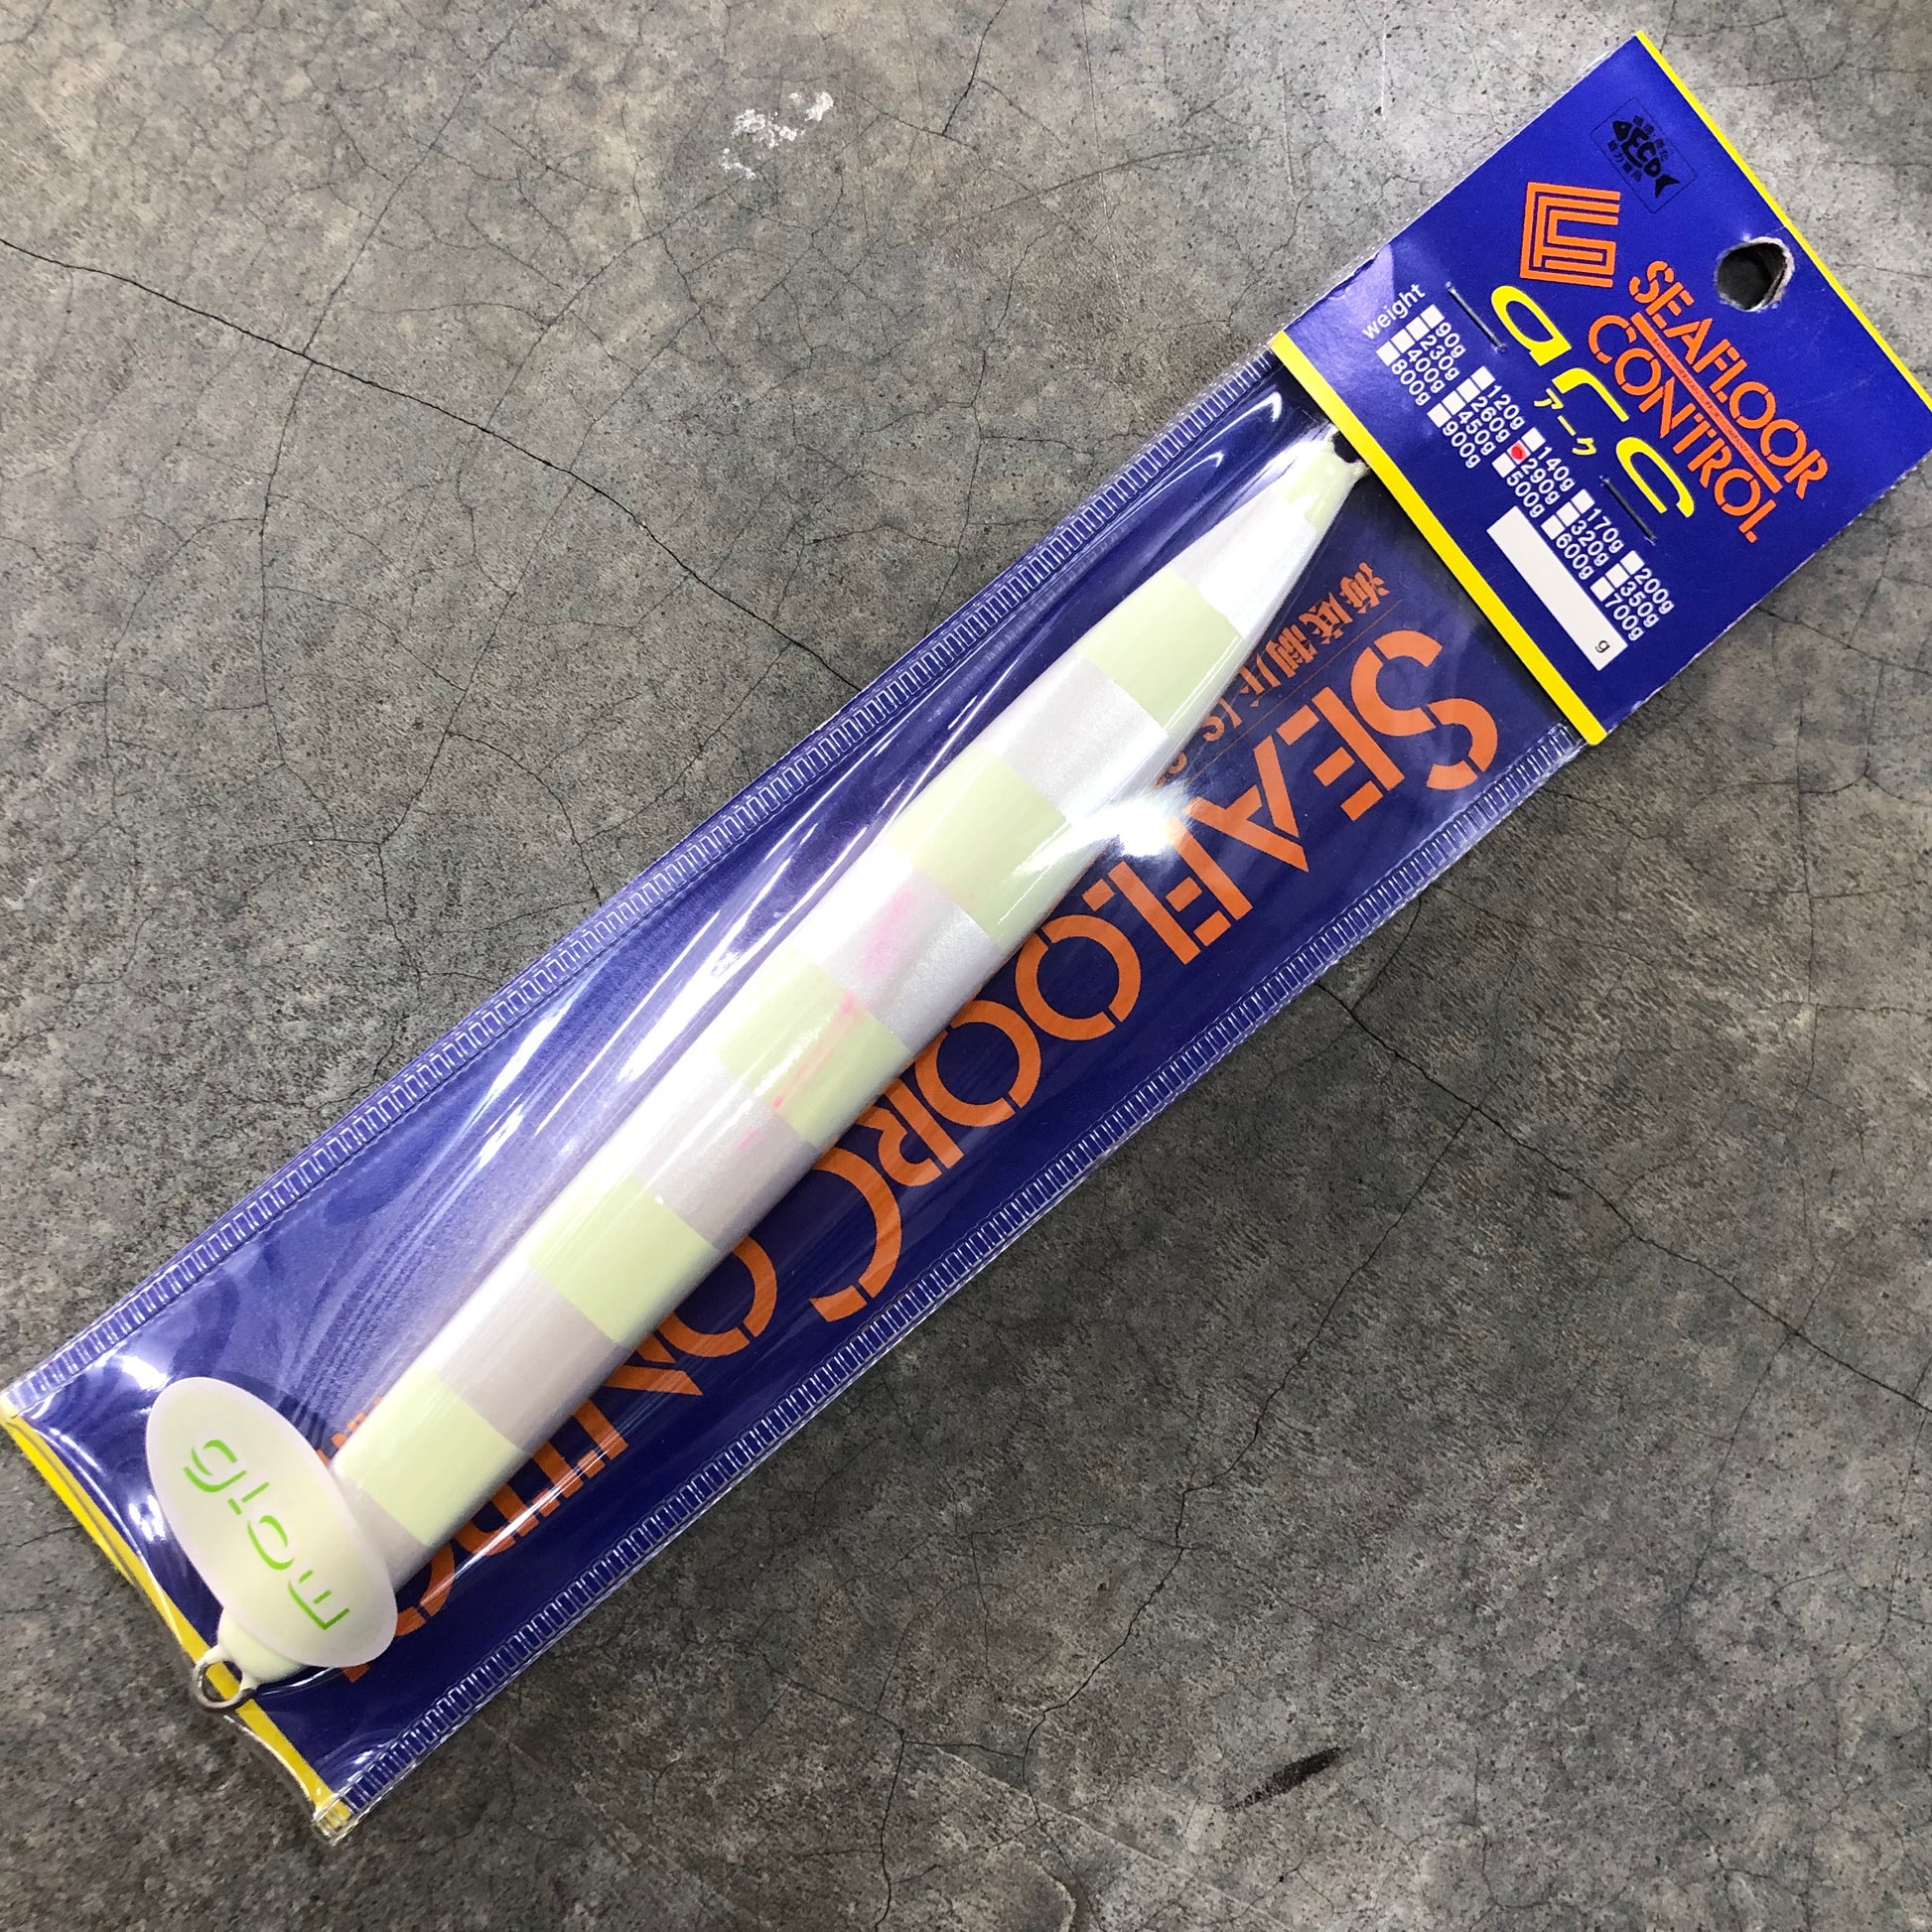 ECO
SEAFLOOR
CONTROL
arc
アーク
weight
90g 120g 140g 170g 200g
230g 260g 290g 320g 350g
400g 450g 500g 600g 700g
800g 900g g
海底制圧
SEAFLOOR CONTROL